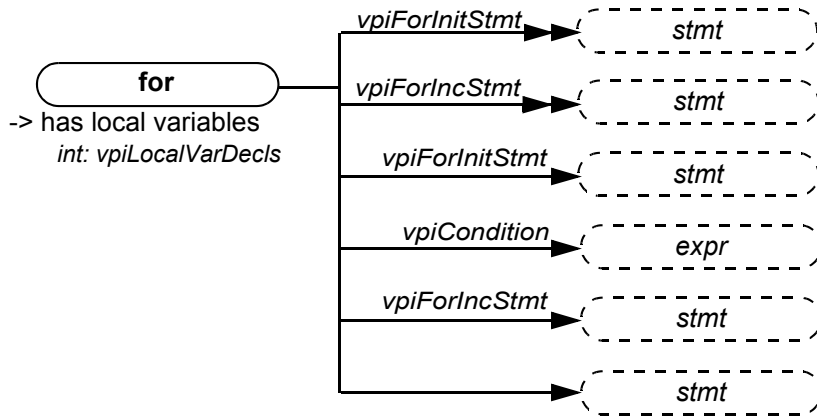 vpiForInitStmt
stmt
for
vpiForIncStmt
stmt
-> has local variables
int: vpiLocalVarDecls
vpiForInitStmt
stmt
vpiCondition
expr
vpiForIncStmt
stmt
stmt